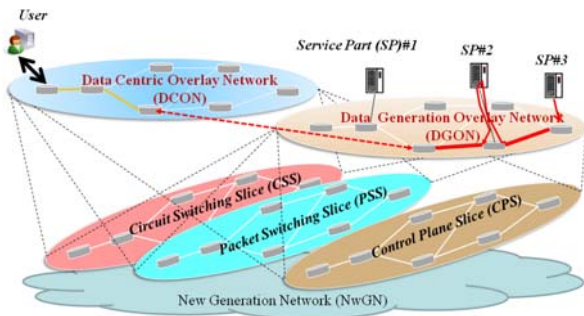 User
Service Part (SP)#1
SP#2
SP#3
Data Centric Overlay Network
(DCON)
Data Generation Overlay Network
(DGON)
Circuit Switching Slice (CSS)
Packet Switching Slice (PSS)
Control Plane Slice (CPS)
New Generation Network (NwGN)